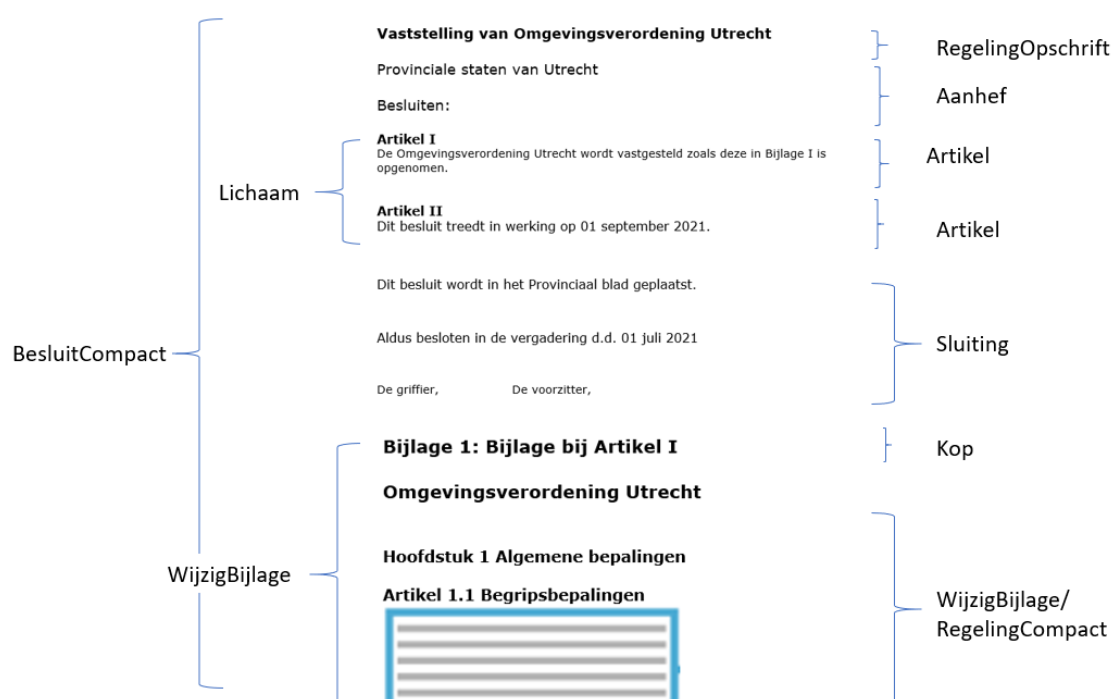 Vaststelling van Omgevingsverordening Utrecht
RegelingOpschrift
Provinciale staten van Utrecht
Aanhef
Besluiten:
Artikel I
De Omgevingsverordening Utrecht wordt vastgesteld zoals deze in Bijlage I is
opgenomen.
Artikel
Lichaam
Artikel II
Dit besluit treedt in werking op 01 september 2021.
Artikel
Dit besluit wordt in het Provinciaal blad geplaatst.
Aldus besloten in de vergadering d.d. 01 juli 2021
Sluiting
BesluitCompact
De griffier, De voorzitter,
Bijlage 1: Bijlage bij Artikel I
Kop
Omgevingsverordening Utrecht
Hoofdstuk 1 Algemene bepalingen
WijzigBijlage
Artikel 1.1 Begripsbepalingen
WijzigBijlage/
RegelingCompact